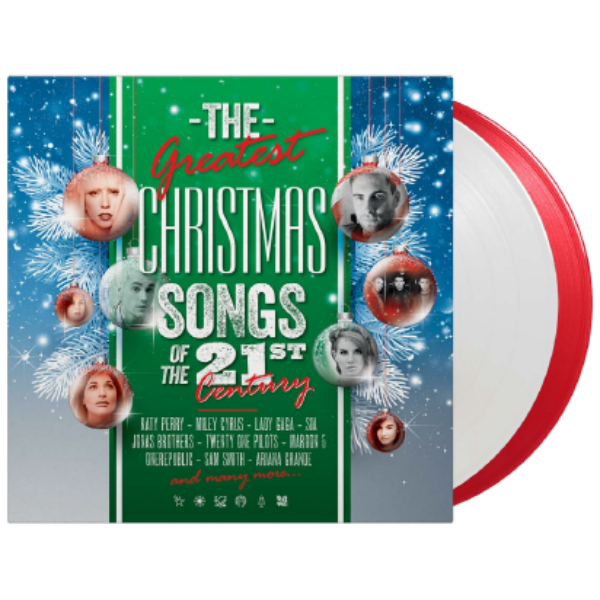 -THE-
Greatest
CHRISTMAS
SONGS
OF THE 21ST
Century
KATY PERRY - MILEY CYRUS - LADY GAGA - SIA
JONAS BROTHERS - TWENTY ONE PILOTS - MAROON 5
ONEREPUBLIC - SAM SMITH - ARIANA GRANDE
and many more...